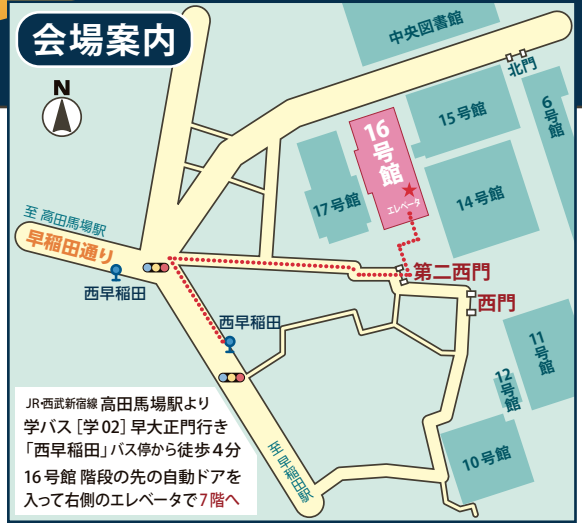 会場案内
N
中央図書館
北門
6号館
15号館
16号館
エレベータ
17号館
14号館
至 高田馬場駅
早稲田通り
西早稲田
第二西門
西門
西早稲田
11号館
12号館
10号館
至 早稲田駅
JR・西武新宿線 高田馬場駅より
学バス［学02］早大正門行き
「西早稲田」バス停から徒歩4分
16号館 階段の先の自動ドアを
入って右側のエレベータで7階へ